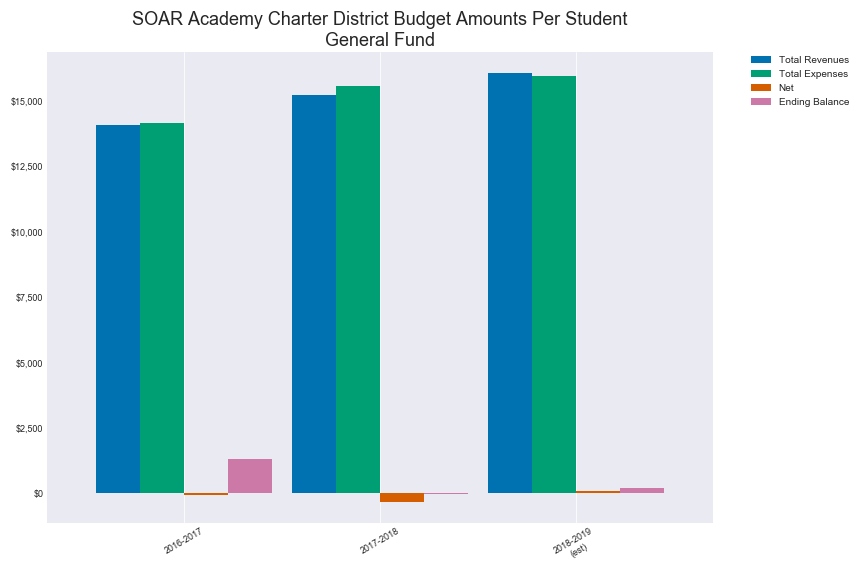 SOAR Academy Charter District Budget Amounts Per Student
General Fund
Total Revenues
Total Expenses
Net
Ending Balance
$15,000
$12,500
$10,000
$7,500
$5,000
$2,500
$0
2016-2017
2017-2018
2018-2019
(est)